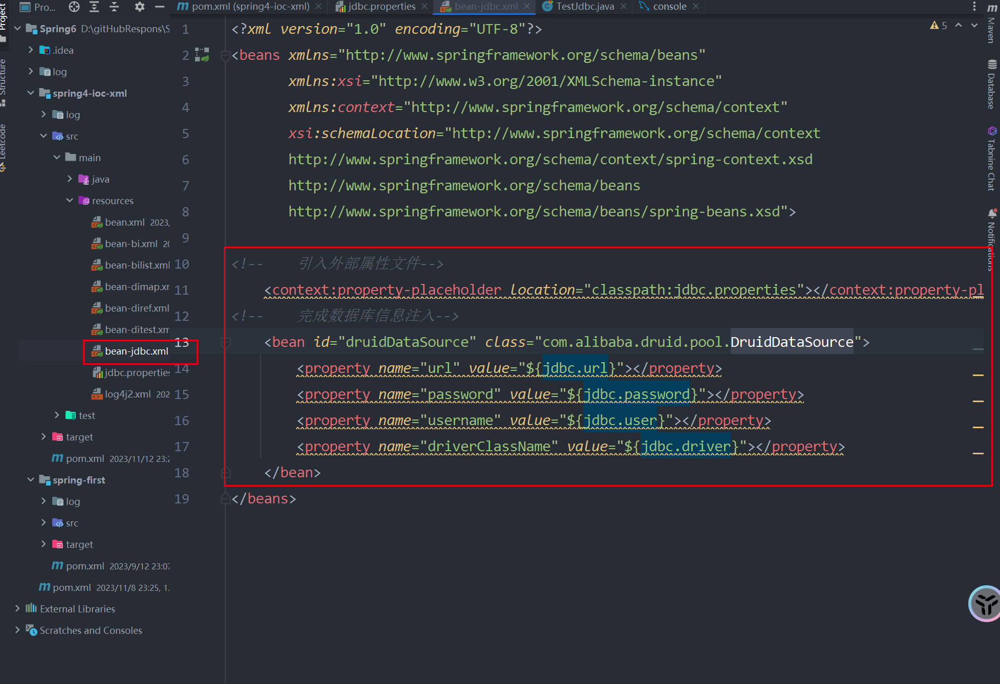 Pro...
pom.xml (spring4-ioc-xml)
jdbc.properties
bean-jdbc.xml
TestJdbc.java
console
Project
Structure
Leetcode
Spring6 D:\gitHubRespons\S
.idea
log
spring4-ioc-xml
log
src
main
java
resources
bean.xml 2023/
bean-bi.xml 20
bean-bilist.xml
bean-dimap.xr
bean-diref.xml
bean-ditest.xm
bean-jdbc.xml
jdbc.properties
log4j2.xml 202
test
target
pom.xml 2023/11/12 23:2
spring-first
log
src
target
pom.xml 2023/9/12 23:07
pom.xml 2023/11/8 23:25, 1.
External Libraries
Scratches and Consoles
1 <?xml version="1.0" encoding="UTF-8"?>
2 <beans xmlns="http://www.springframework.org/schema/beans"
3 xmlns:xsi="http://www.w3.org/2001/XMLSchema-instance"
4 xmlns:context="http://www.springframework.org/schema/context"
5 xsi:schemaLocation="http://www.springframework.org/schema/context
6 http://www.springframework.org/schema/context/spring-context.xsd
7 http://www.springframework.org/schema/beans
8 http://www.springframework.org/schema/beans/spring-beans.xsd">
9
10 <!-- 引入外部属性文件-->
11 <context:property-placeholder location="classpath:jdbc.properties"></context:property-pl
12 <!-- 完成数据库信息注入-->
13 <bean id="druidDataSource" class="com.alibaba.druid.pool.DruidDataSource">
14 <property name="url" value="${jdbc.url}"></property>
15 <property name="password" value="${jdbc.password}"></property>
16 <property name="username" value="${jdbc.user}"></property>
17 <property name="driverClassName" value="${jdbc.driver}"></property>
18 </bean>
19 </beans>
5
Maven
Database
Tabnine Chat
Notifications